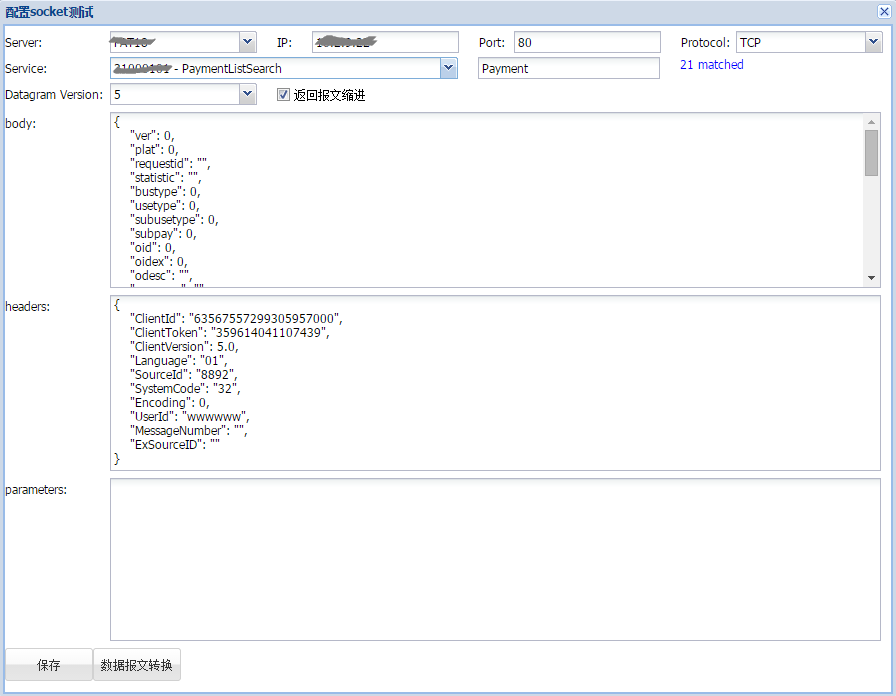 配置socket测试
Server: IP: Port: 80 Protocol: TCP
Service: - PaymentListSearch Payment 21 matched
Datagram Version: 5 返回报文缩进
body:
{
"ver": 0,
"plat": 0,
"requestid": "",
"statistic": "",
"bustype": 0,
"usetype": 0,
"subusetype": 0,
"subpay": 0,
"oid": 0,
"oidex": 0,
"odesc": "",
headers:
{
"ClientId": "63567557299305957000",
"ClientToken": "359614041107439",
"ClientVersion": 5.0,
"Language": "01",
"SourceId": "8892",
"SystemCode": "32",
"Encoding": 0,
"UserId": "wwwwww",
"MessageNumber": "",
"ExSourceID": ""
}
parameters:
保存 数据报文转换